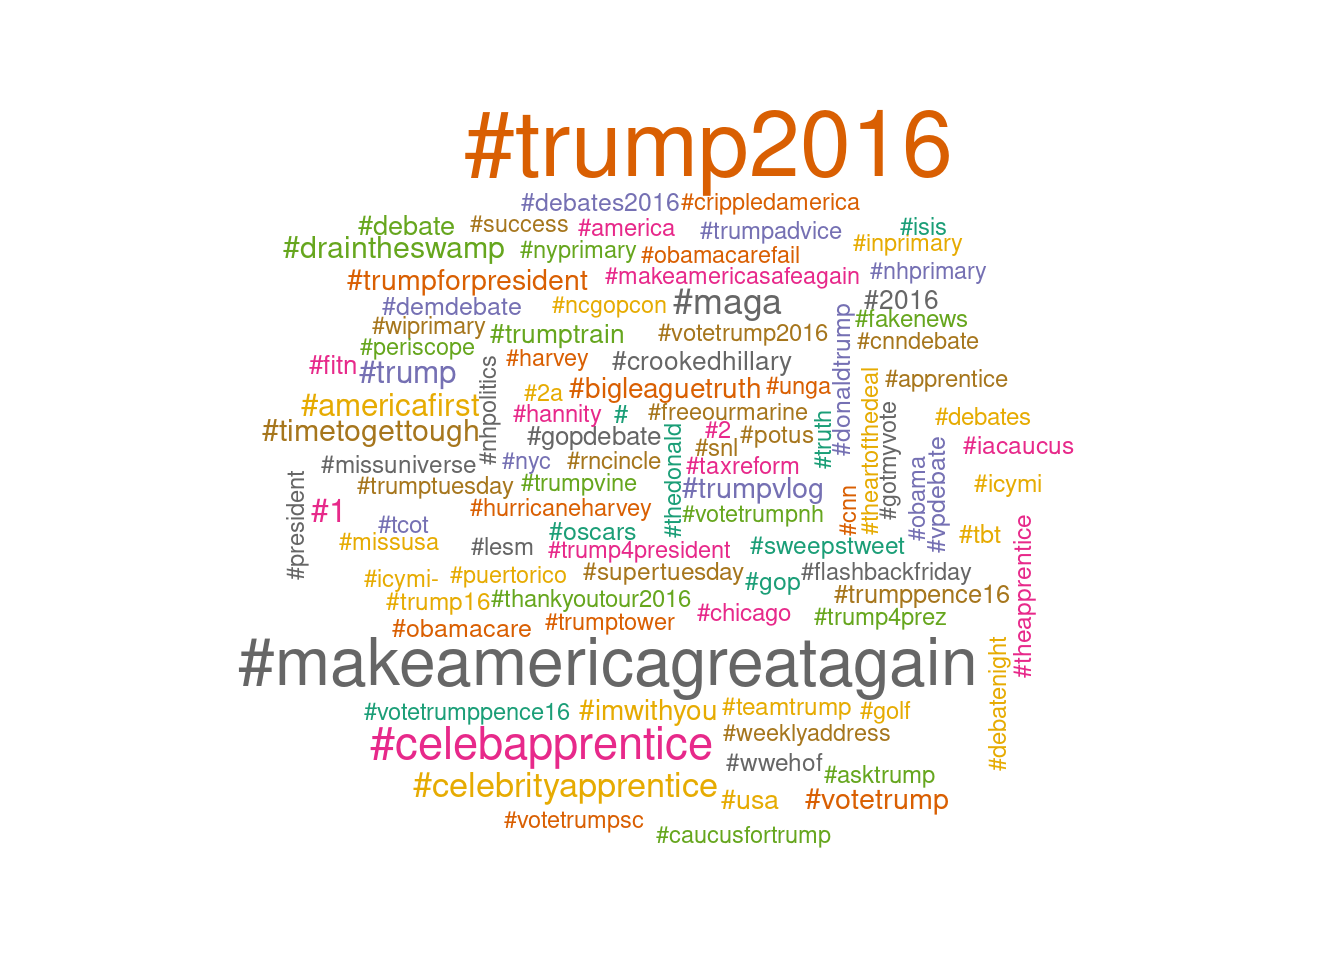 #trump2016
#debates2016
#crippledamerica
#debate
#success
#america
#trumpadvice
#isis
#draintheswamp
#nyprimary
#obamacarefail
#inprimary
#trumpforpresident
#makeamericasafeagain
#nhprimary
#demdebate
#ncgopcon
#maga
#2016
#wiprimary
#trumptrain
#votetrump2016
#donaldtrump
#fakenews
#periscope
#harvey
#crookedhillary
#cnndebate
#fitn
#trump
#nhpolitics
#2a
#bigleaguetruth
#unga
#theartofthedeal
#apprentice
#americafirst
#hannity
#
#freeourmarine
#truth
#gotmyvote
#debates
#timetogettough
#gopdebate
#thedonald
#2
#potus
#snl
#iacaucus
#missuniverse
#nyc
#rncincle
#taxreform
#obama
#vpdebate
#president
#trumptuesday
#trumpvine
#trumpvlog
#cnn
#icymi
#1
#hurricaneharvey
#votetrumpnh
#tcot
#oscars
#tbt
#missusa
#lesm
#trump4president
#sweepstweet
#theapprentice
#icymi-
#puertorico
#supertuesday
#gop
#flashbackfriday
#trump16
#thankyoutour2016
#chicago
#trumppence16
#obamacare
#trumptower
#trump4prez
#makeamericagreatagain
#debatenight
#votetrumppence16
#imwithyou
#teamtrump
#golf
#celebapprentice
#weeklyaddress
#wwehof
#celebrityapprentice
#asktrump
#usa
#votetrump
#votetrumpsc
#caucusfortrump